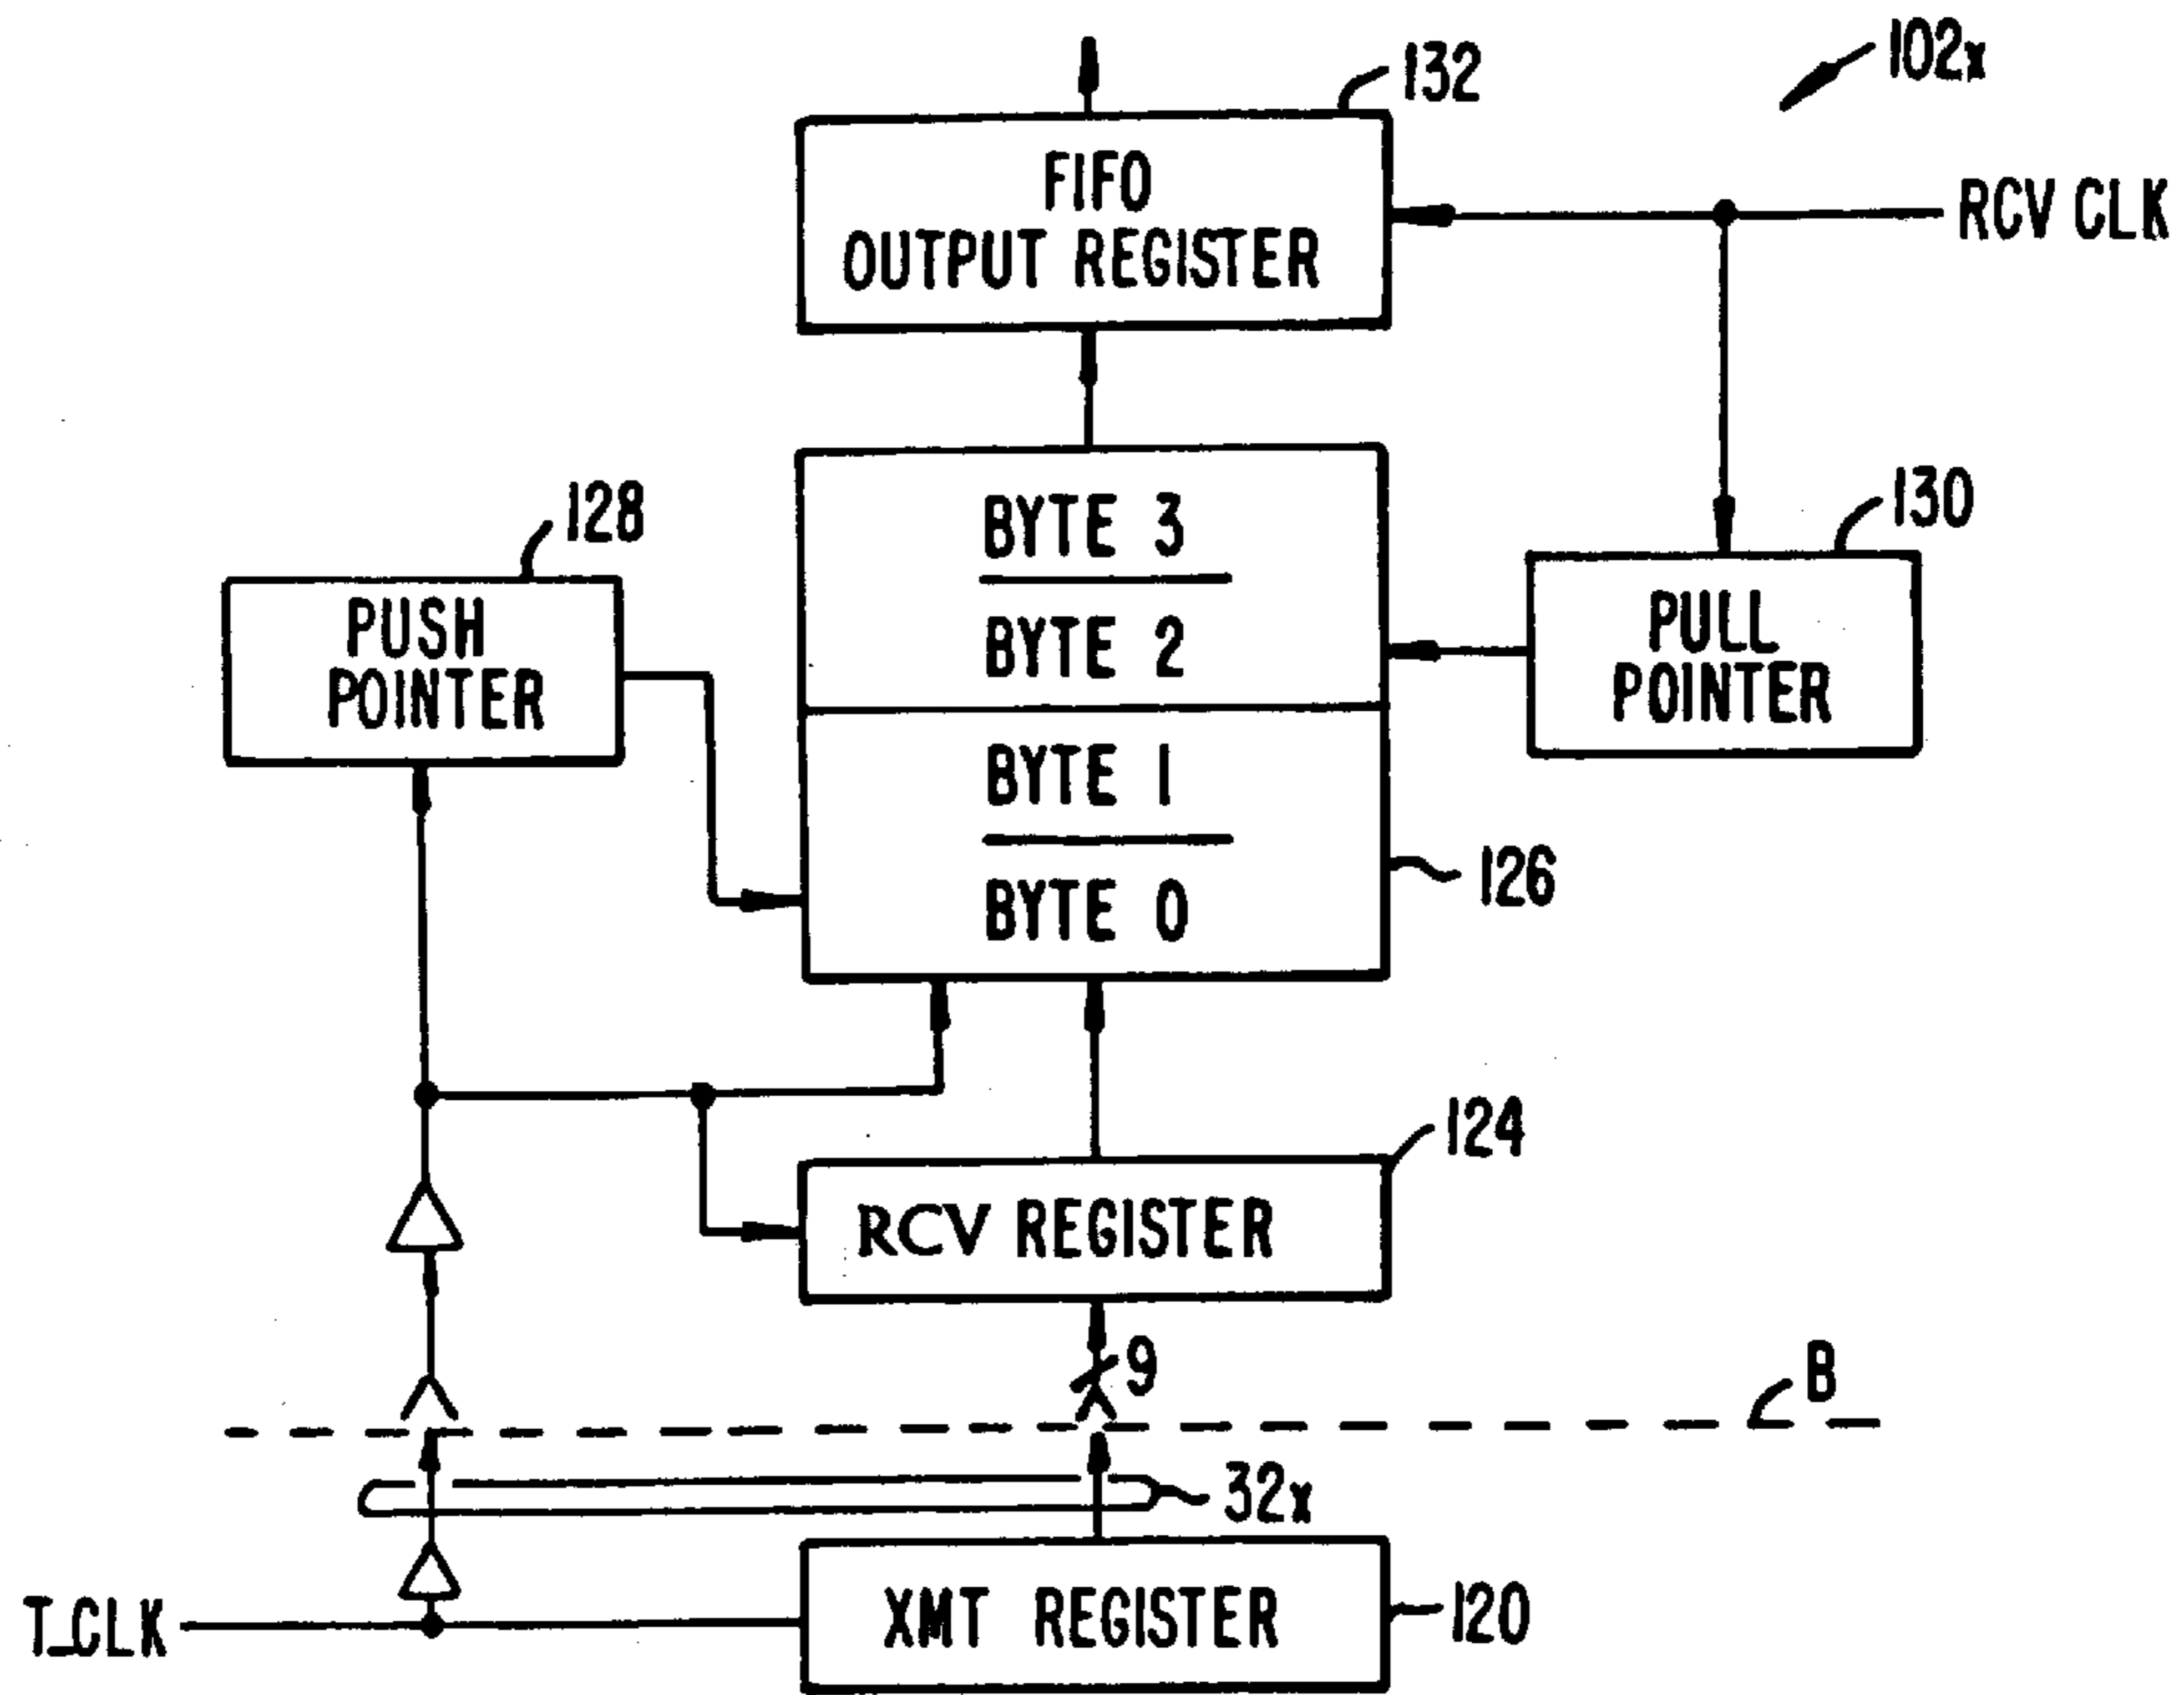 102x
132
FIFO
OUTPUT REGISTER
RCV CLK
128
PUSH
POINTER
BYTE 3
BYTE 2
BYTE 1
BYTE 0
130
PULL
POINTER
126
124
RCV REGISTER
9
B
32x
T_CLK
XMT REGISTER
120